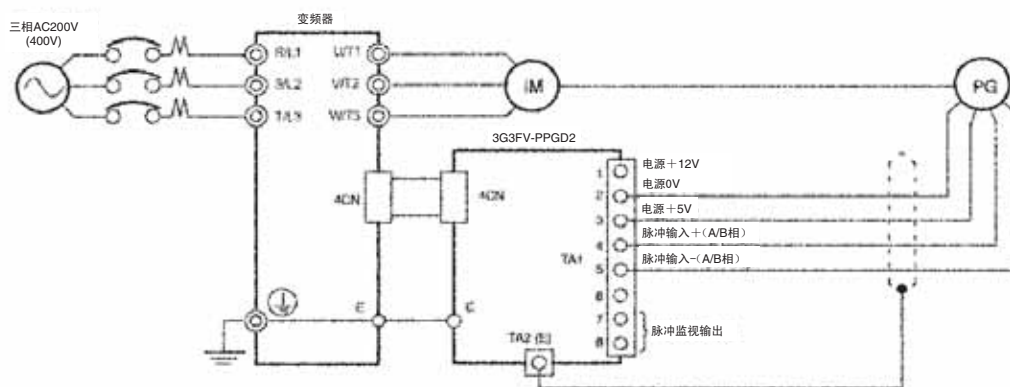 变频器
三相AC200V
(400V)
R/L1
U/T1
S/L2
V/T2
T/L3
W/T3
IM
PG
3G3FV-PPGD2
1
电源＋12V
2
电源0V
4CN
4CN
3
电源＋5V
4
脉冲输入＋(A/B相)
TA1
5
脉冲输入-(A/B相)
6
E
E
7
脉冲监视输出
8
TA2 (E)